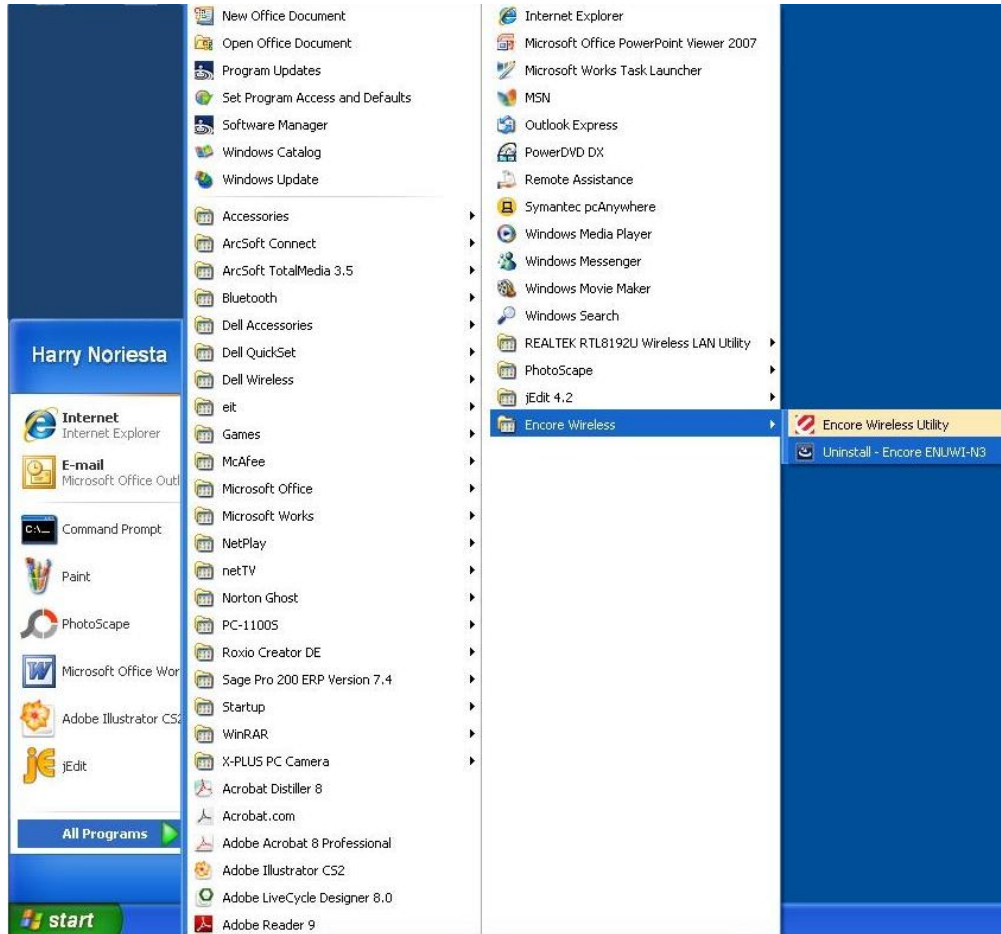 Harry Noriesta
Internet
Internet Explorer
E-mail
Microsoft Office Outl
C:\_
Command Prompt
Paint
PhotoScape
Microsoft Office Wor
Adobe Illustrator CS2
jEdit
All Programs
start
New Office Document
Open Office Document
Program Updates
Set Program Access and Defaults
Software Manager
Windows Catalog
Windows Update
Accessories
ArcSoft Connect
ArcSoft TotalMedia 3.5
Bluetooth
Dell Accessories
Dell QuickSet
Dell Wireless
eit
Games
McAfee
Microsoft Office
Microsoft Works
NetPlay
netTV
Norton Ghost
PC-1100S
Roxio Creator DE
Sage Pro 200 ERP Version 7.4
Startup
WinRAR
X-PLUS PC Camera
Acrobat Distiller 8
Acrobat.com
Adobe Acrobat 8 Professional
Adobe Illustrator CS2
Adobe LiveCycle Designer 8.0
Adobe Reader 9
Internet Explorer
Microsoft Office PowerPoint Viewer 2007
Microsoft Works Task Launcher
MSN
Outlook Express
PowerDVD DX
Remote Assistance
Symantec pcAnywhere
Windows Media Player
Windows Messenger
Windows Movie Maker
Windows Search
REALTEK RTL8192U Wireless LAN Utility
PhotoScape
jEdit 4.2
Encore Wireless
Encore Wireless Utility
Uninstall - Encore ENUWI-N3